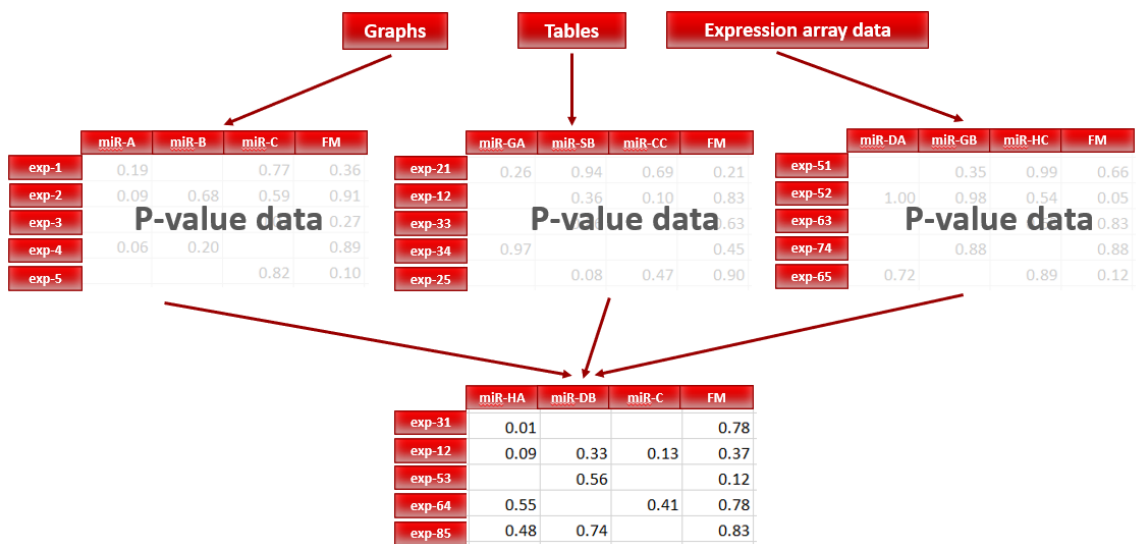 Graphs Tables Expression array data
miR-A miR-B miR-C FM
exp-1 0.19 0.77 0.36
exp-2 0.09 0.68 0.59 0.91
exp-3 0.27
exp-4 0.06 0.20 0.89
exp-5 0.82 0.10
P-value data
miR-GA miR-SB miR-CC FM
exp-21 0.26 0.94 0.69 0.21
exp-12 0.36 0.10 0.83
exp-33 0.63
exp-34 0.97 0.45
exp-25 0.08 0.47 0.90
P-value data
miR-DA miR-GB miR-HC FM
exp-51 0.35 0.99 0.66
exp-52 1.00 0.98 0.54 0.05
exp-63 0.83
exp-74 0.88 0.88
exp-65 0.72 0.89 0.12
P-value data
miR-HA miR-DB miR-C FM
exp-31 0.01 0.78
exp-12 0.09 0.33 0.13 0.37
exp-53 0.56 0.12
exp-64 0.55 0.41 0.78
exp-85 0.48 0.74 0.83